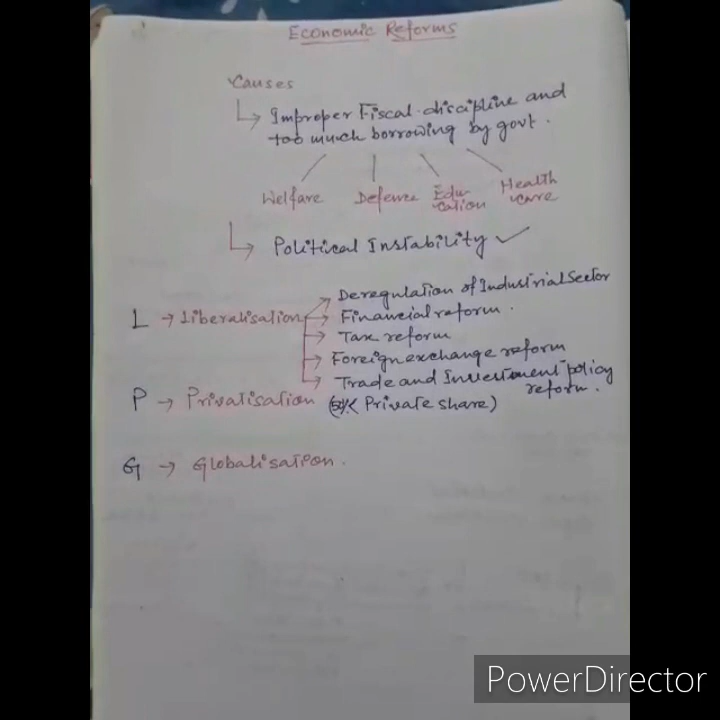 Economic Reforms
Causes
↳ Improper Fiscal discipline and
too much borrowing by govt.
Welfare Defence Edu- Health
cation care
↳ Political Instability ✓
L → Liberalisation
Deregulation of Industrial Sector
→ Financial reform.
→ Tax reform
→ Foreign exchange reform
→ Trade and Investment policy
reform.
P → Privatisation (50%< Private share)
G → Globalisation.
PowerDirector